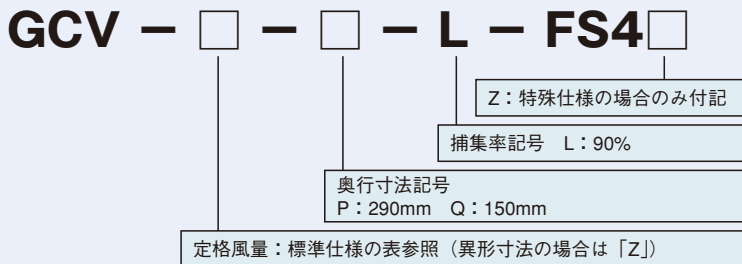 GCV － □ － □ － L － FS4□
Z：特殊仕様の場合のみ付記
捕集率記号　L：90%
奥行寸法記号
P：290mm　Q：150mm
定格風量：標準仕様の表参照（異形寸法の場合は「Z」）